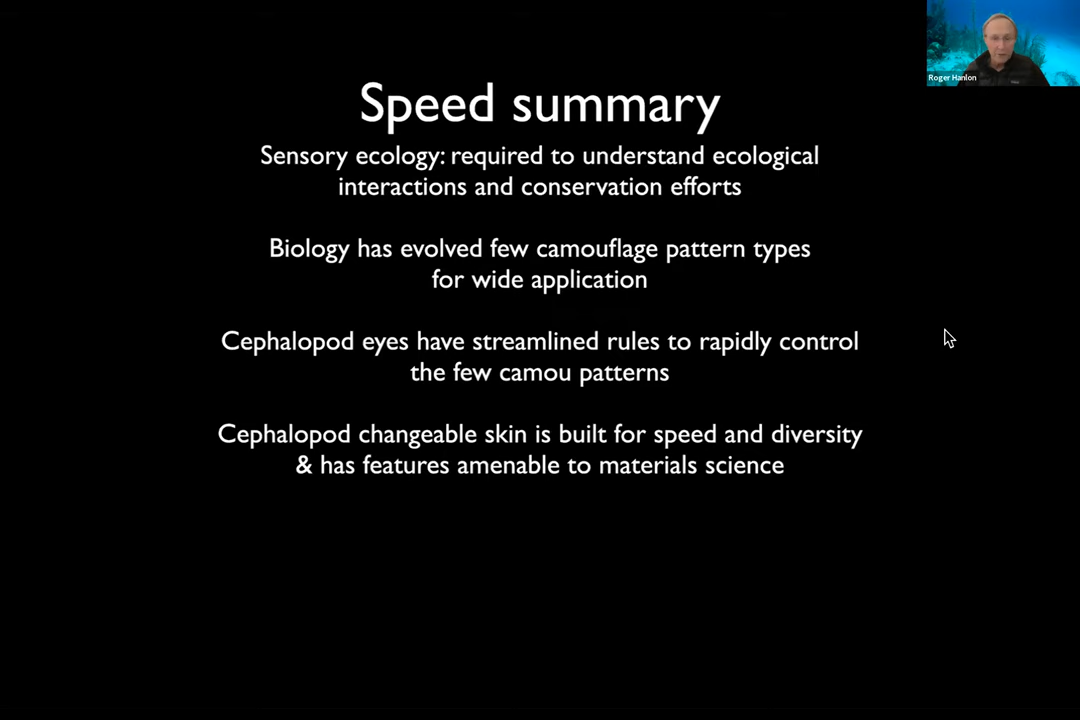 Roger Hanlon
Speed summary
Sensory ecology: required to understand ecological
interactions and conservation efforts
Biology has evolved few camouflage pattern types
for wide application
Cephalopod eyes have streamlined rules to rapidly control
the few camou patterns
Cephalopod changeable skin is built for speed and diversity
& has features amenable to materials science